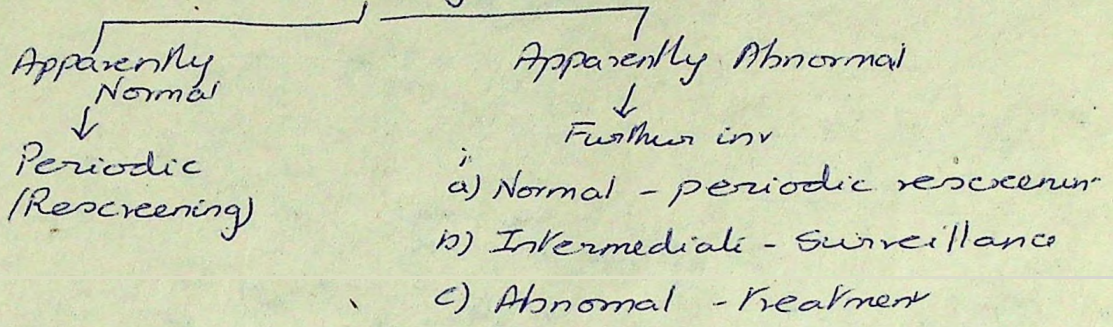 Apparently Normal
Apparently Abnormal
Periodic
(Rescreening)
Further inv
a) Normal - periodic rescreenin
b) Intermediate - Surveillance
c) Abnomal - treatment